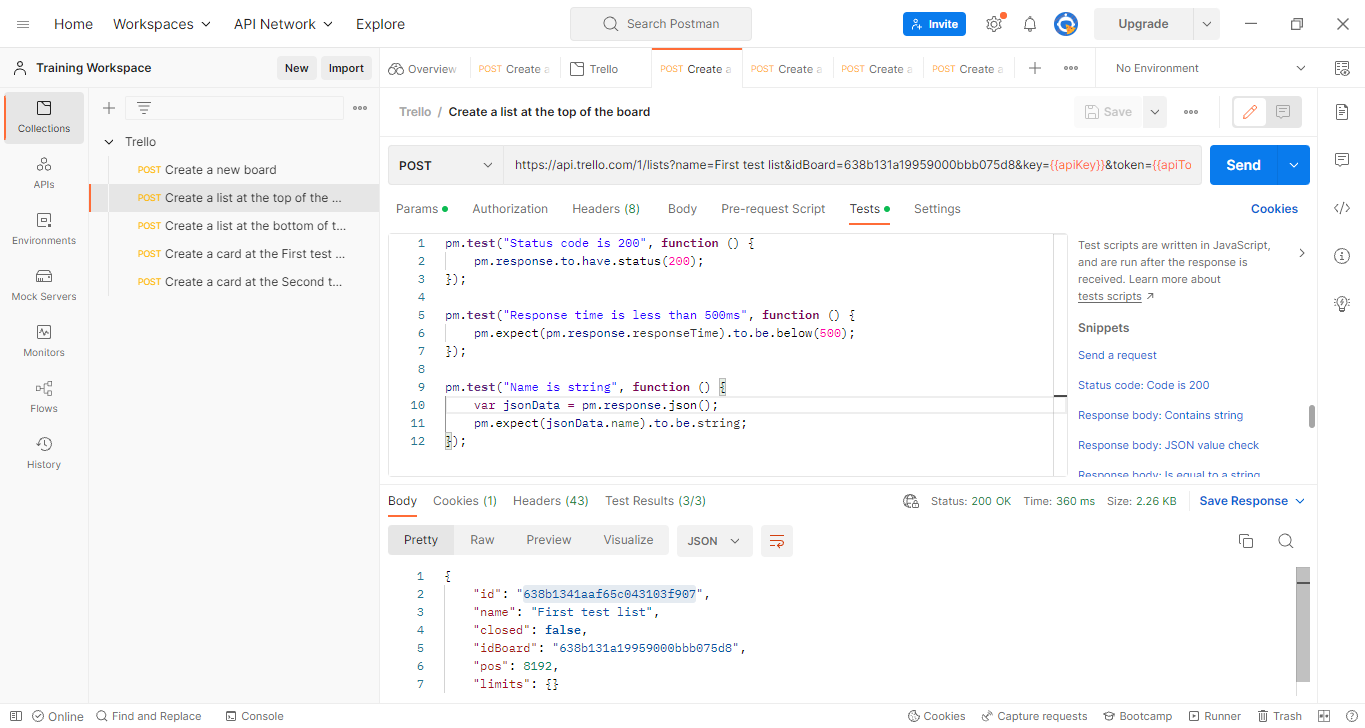 Home Workspaces API Network Explore Search Postman Invite Upgrade
Training Workspace New Import
Overview POST Create a Trello POST Create a POST Create a POST Create a POST Create a No Environment
Collections
APIs
Environments
Mock Servers
Monitors
Flows
History
Trello
POST Create a new board
POST Create a list at the top of the ...
POST Create a list at the bottom of t...
POST Create a card at the First test ...
POST Create a card at the Second t...
Trello / Create a list at the top of the board Save
POST https://api.trello.com/1/lists?name=First test list&idBoard=638b131a19959000bbb075d8&key={{apiKey}}&token={{apiTo Send
Params Authorization Headers (8) Body Pre-request Script Tests Settings Cookies
1 pm.test("Status code is 200", function () {
2 pm.response.to.have.status(200);
3 });
4
5 pm.test("Response time is less than 500ms", function () {
6 pm.expect(pm.response.responseTime).to.be.below(500);
7 });
8
9 pm.test("Name is string", function () {
10 var jsonData = pm.response.json();
11 pm.expect(jsonData.name).to.be.string;
12 });
Test scripts are written in JavaScript,
and are run after the response is
received. Learn more about
tests scripts ↗
Snippets
Send a request
Status code: Code is 200
Response body: Contains string
Response body: JSON value check
Response body: Is equal to a string
Body Cookies (1) Headers (43) Test Results (3/3) Status: 200 OK Time: 360 ms Size: 2.26 KB Save Response
Pretty Raw Preview Visualize JSON
1 {
2 "id": "638b1341aaf65c043103f907",
3 "name": "First test list",
4 "closed": false,
5 "idBoard": "638b131a19959000bbb075d8",
6 "pos": 8192,
7 "limits": {}
Online Find and Replace Console Cookies Capture requests Bootcamp Runner Trash